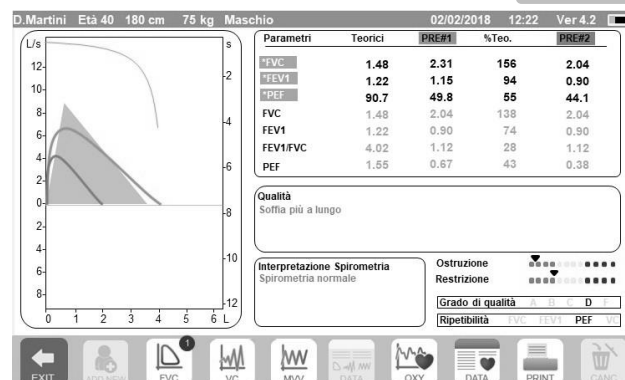 D.Martini Età 40 180 cm 75 kg Maschio 02/02/2018 12:22 Ver 4.2
L/s s
12
10
8
6
4
2
0
2
4
6
8
-2
-4
-6
-8
-10
-12
0 1 2 3 4 5 6 L
Parametri Teorici PRE#1 %Teo. PRE#2
*FVC 1.48 2.31 156 2.04
*FEV1 1.22 1.15 94 0.90
*PEF 90.7 49.8 55 44.1
FVC 1.48 2.04 138 2.04
FEV1 1.22 0.90 74 0.90
FEV1/FVC 4.02 1.12 28 1.12
PEF 1.55 0.67 43 0.38
Qualità
Soffia più a lungo
Interpretazione Spirometria
Spirometria normale
Ostruzione
Restrizione
Grado di qualità A B C D F
Ripetibilità FVC FEV1 PEF VC
1
EXIT ADD NEW FVC VC MVV DATA OXY DATA PRINT CANC